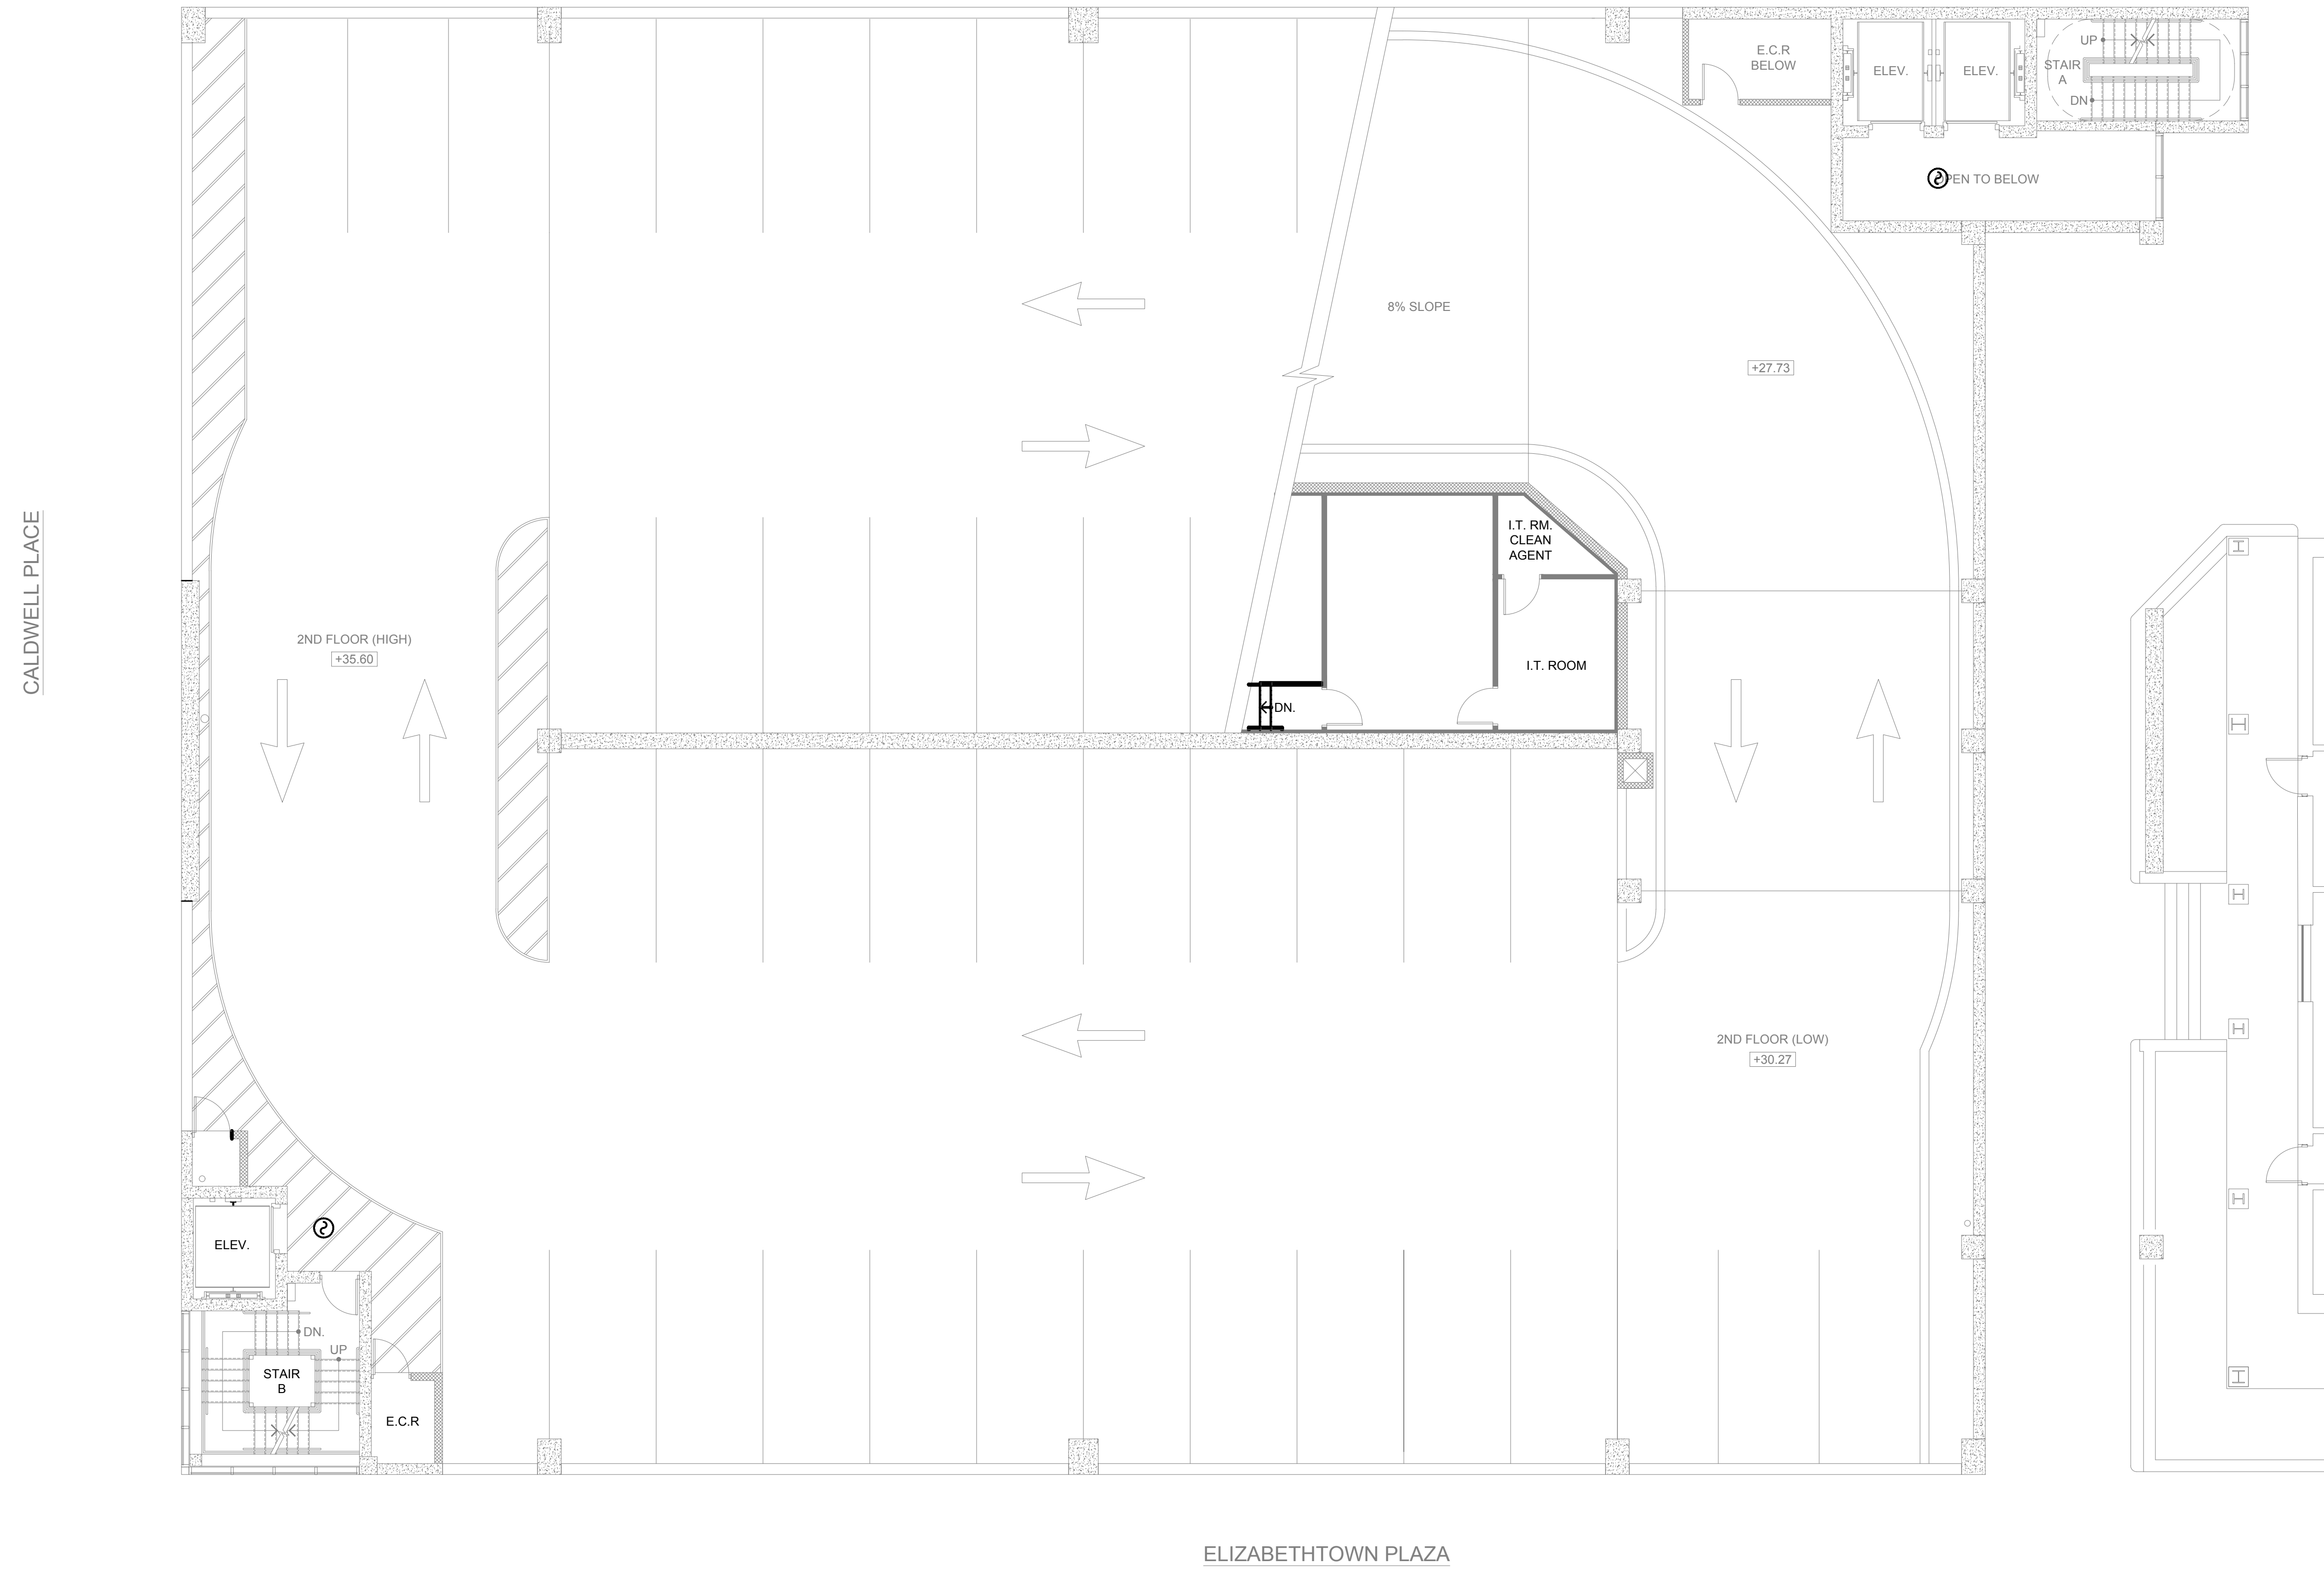 E.C.R
BELOW
ELEV.
ELEV.
UP
STAIR
A
DN
OPEN TO BELOW
8% SLOPE
+27.73
CALDWELL PLACE
I.T. RM.
CLEAN
AGENT
2ND FLOOR (HIGH)
+35.60
I.T. ROOM
DN.
2ND FLOOR (LOW)
+30.27
ELEV.
DN.
UP
STAIR
B
E.C.R
ELIZABETHTOWN PLAZA